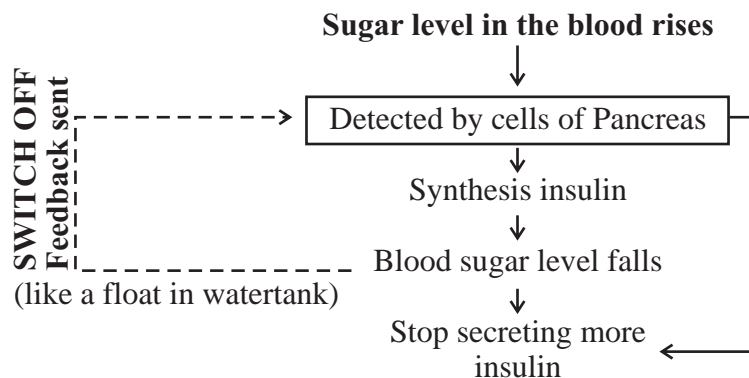 Sugar level in the blood rises
SWITCH OFF
Feedback sent
Detected by cells of Pancreas
Synthesis insulin
Blood sugar level falls
(like a float in watertank)
Stop secreting more
insulin